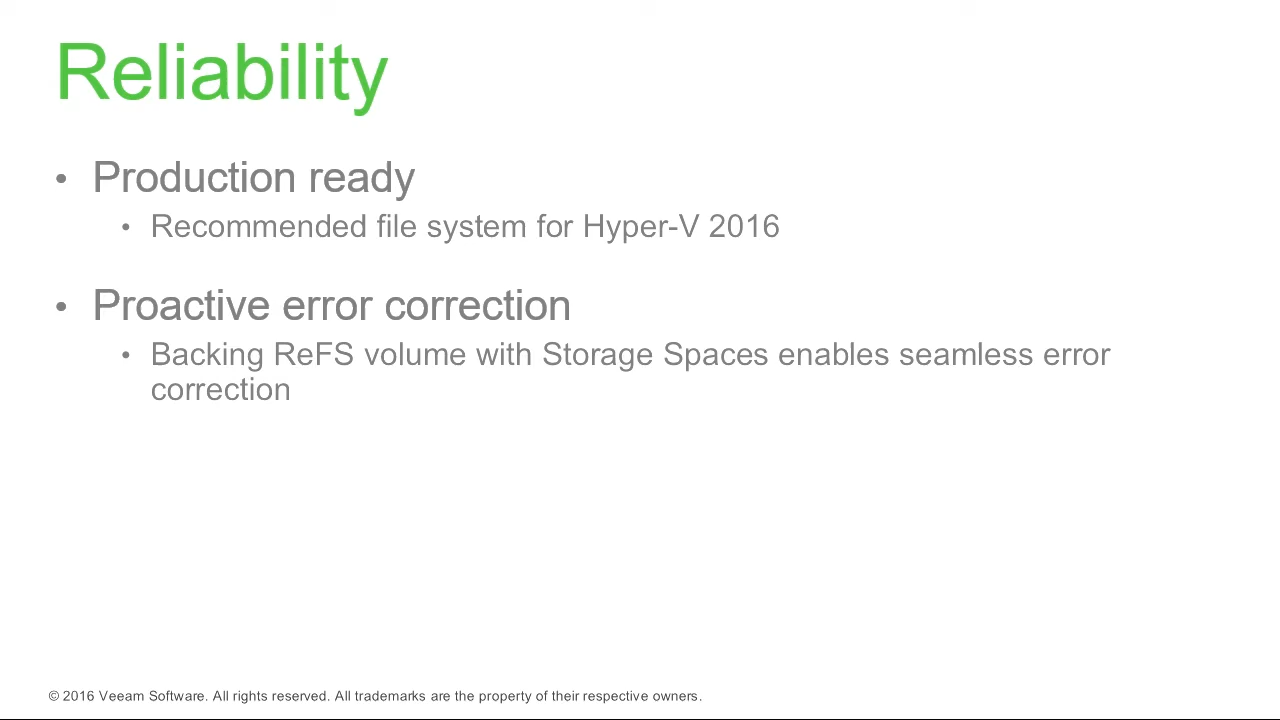 Reliability
• Production ready
• Recommended file system for Hyper-V 2016
• Proactive error correction
• Backing ReFS volume with Storage Spaces enables seamless error
correction
© 2016 Veeam Software. All rights reserved. All trademarks are the property of their respective owners.